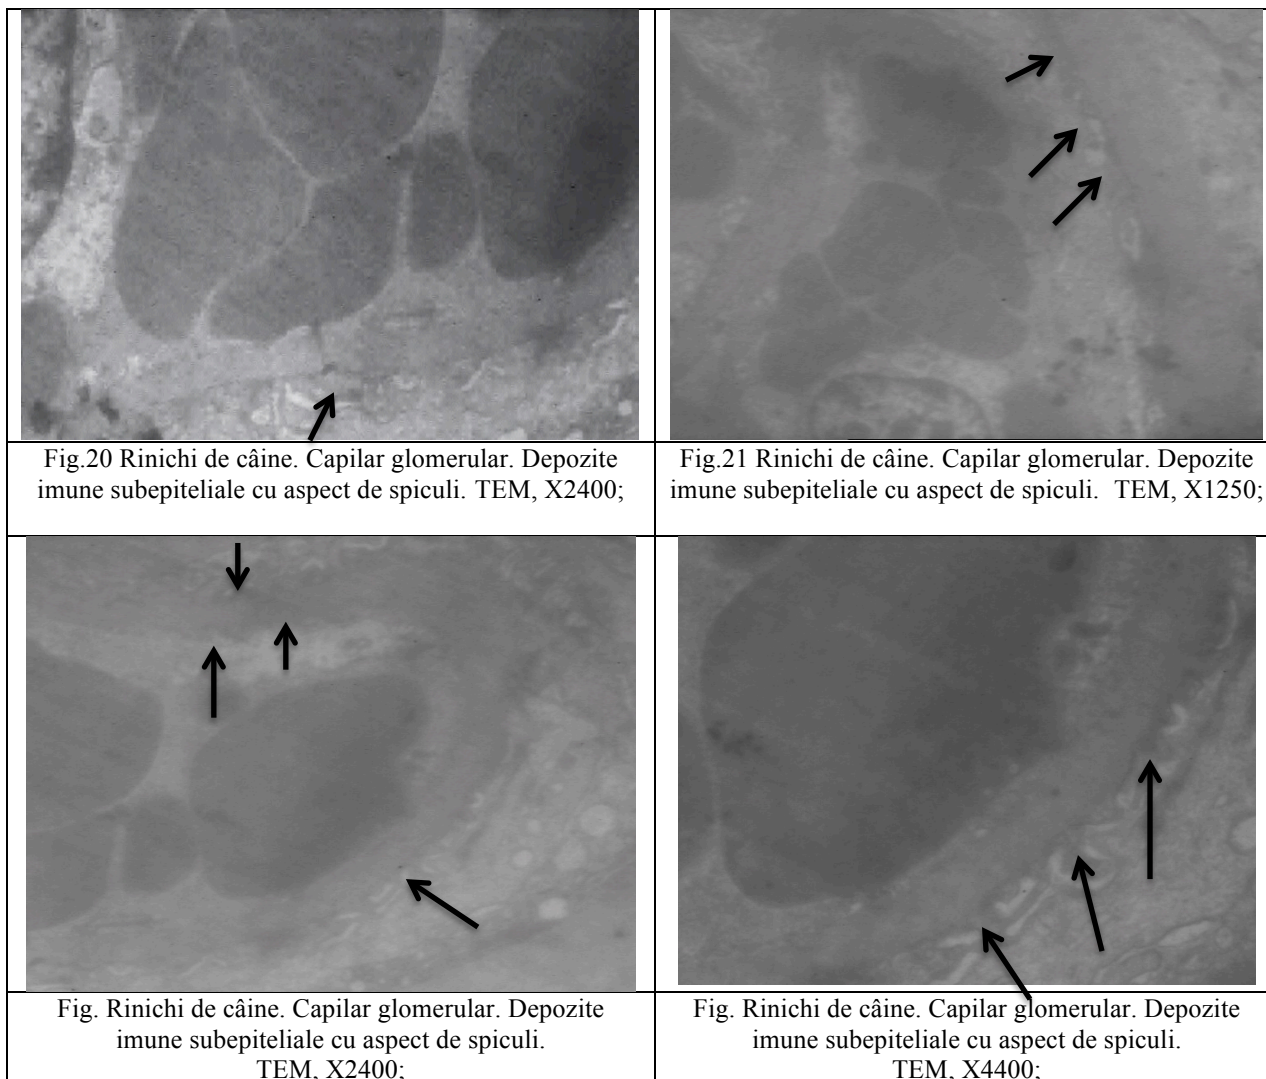 Fig.20 Rinichi de câine. Capilar glomerular. Depozite
imune subepiteliale cu aspect de spiculi. TEM, X2400;
Fig.21 Rinichi de câine. Capilar glomerular. Depozite
imune subepiteliale cu aspect de spiculi. TEM, X1250;
Fig. Rinichi de câine. Capilar glomerular. Depozite
imune subepiteliale cu aspect de spiculi.
TEM, X2400;
Fig. Rinichi de câine. Capilar glomerular. Depozite
imune subepiteliale cu aspect de spiculi.
TEM, X4400;